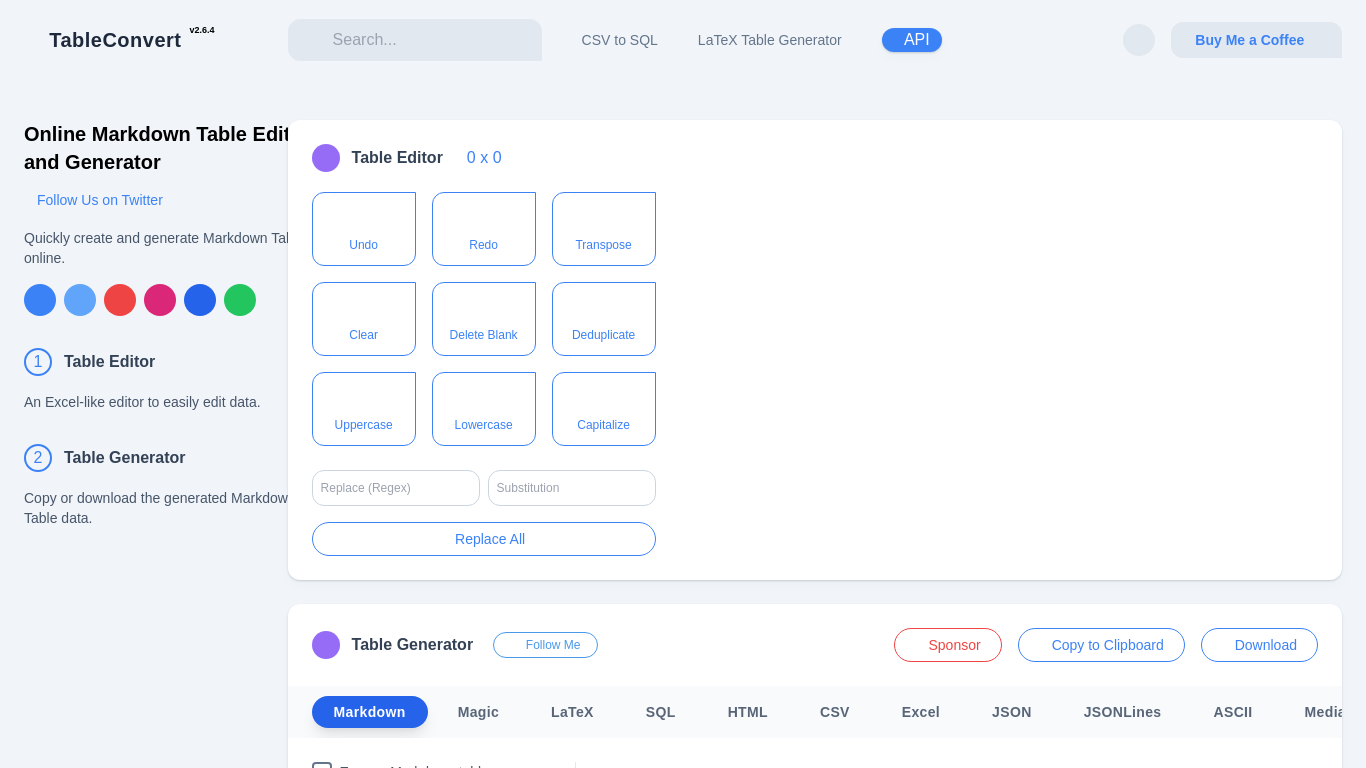 TableConvert v2.6.4
Search...
CSV to SQL
LaTeX Table Generator
API
Buy Me a Coffee
Online Markdown Table Edit
and Generator
Follow Us on Twitter
Quickly create and generate Markdown Tal
online.
1 Table Editor
An Excel-like editor to easily edit data.
2 Table Generator
Copy or download the generated Markdow
Table data.
Table Editor 0 x 0
Undo Redo Transpose
Clear Delete Blank Deduplicate
Uppercase Lowercase Capitalize
Replace (Regex) Substitution
Replace All
Table Generator Follow Me Sponsor Copy to Clipboard Download
Markdown Magic LaTeX SQL HTML CSV Excel JSON JSONLines ASCII Media